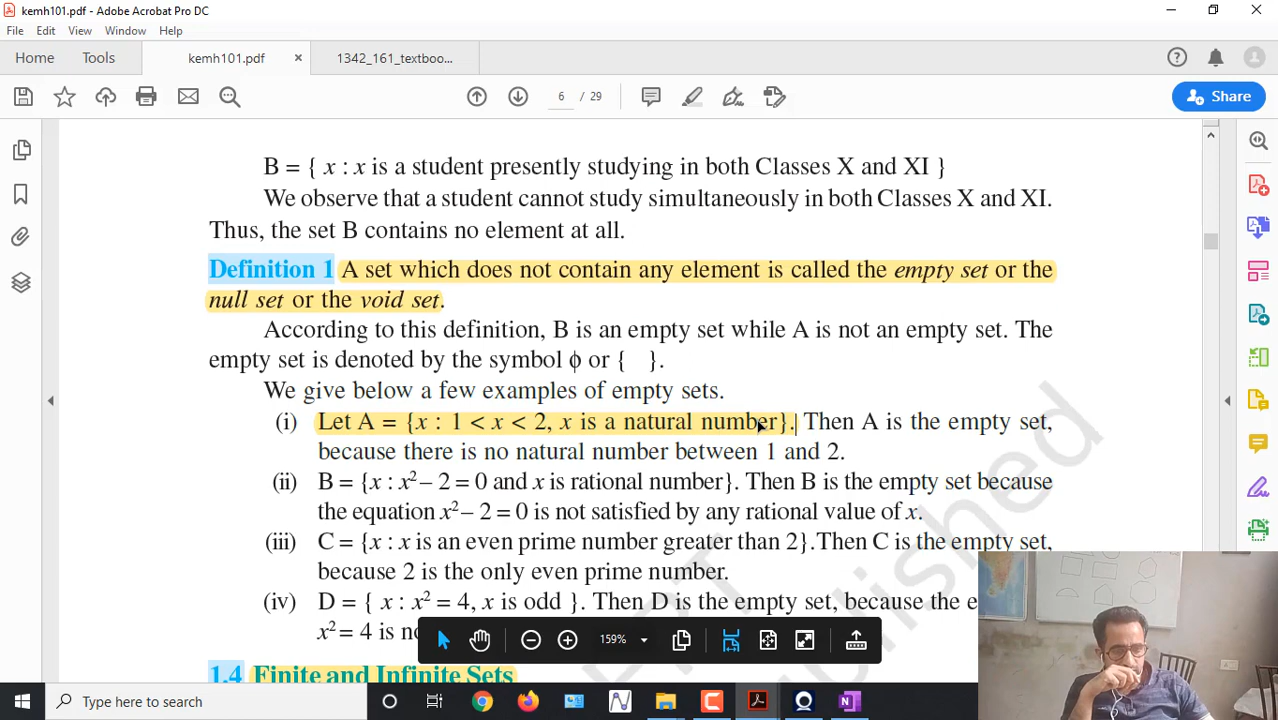 kemh101.pdf - Adobe Acrobat Pro DC
File Edit View Window Help
Home Tools kemh101.pdf × 1342_161_textboo...
6 / 29
Share
B = { x : x is a student presently studying in both Classes X and XI }
We observe that a student cannot study simultaneously in both Classes X and XI.
Thus, the set B contains no element at all.
Definition 1 A set which does not contain any element is called the empty set or the
null set or the void set.
According to this definition, B is an empty set while A is not an empty set. The
empty set is denoted by the symbol ϕ or { }.
We give below a few examples of empty sets.
(i) Let A = {x : 1 < x < 2, x is a natural number}. Then A is the empty set,
because there is no natural number between 1 and 2.
(ii) B = {x : x² – 2 = 0 and x is rational number}. Then B is the empty set because
the equation x² – 2 = 0 is not satisfied by any rational value of x.
(iii) C = {x : x is an even prime number greater than 2}.Then C is the empty set,
because 2 is the only even prime number.
(iv) D = { x : x² = 4, x is odd }. Then D is the empty set, because the e
x² = 4 is no
159%
1.4 Finite and Infinite Sets
Type here to search